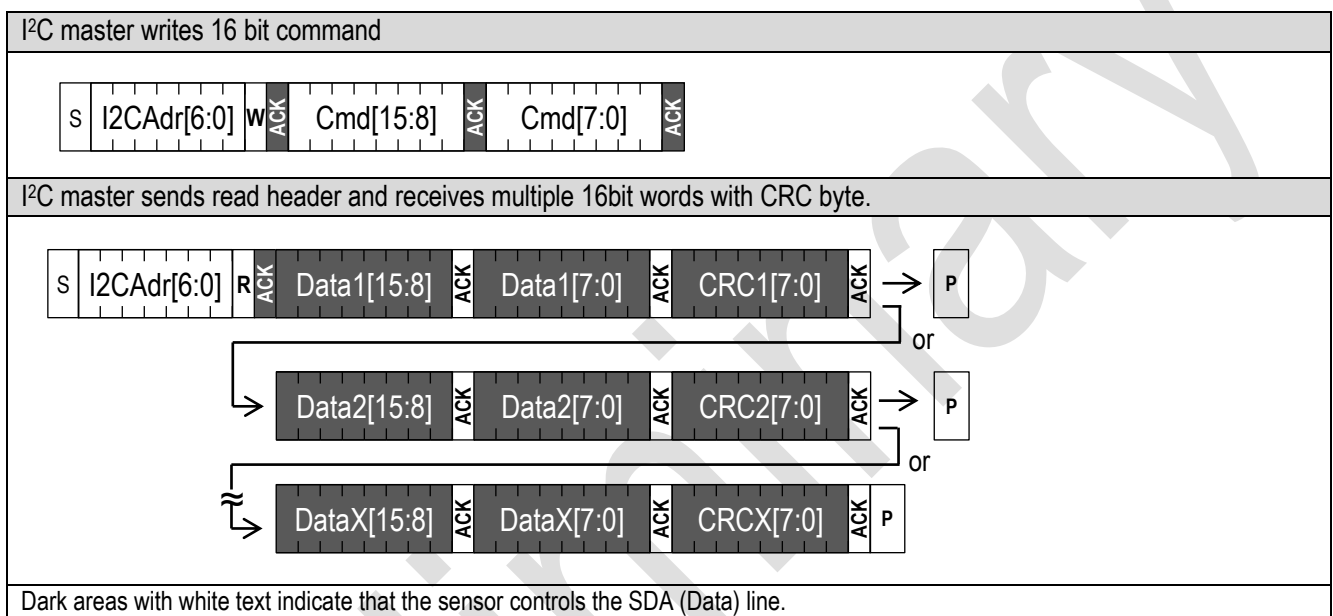 I²C master writes 16 bit command
S I2CAdr[6:0] W ACK Cmd[15:8] ACK Cmd[7:0] ACK
I²C master sends read header and receives multiple 16bit words with CRC byte.
S I2CAdr[6:0] R ACK Data1[15:8] ACK Data1[7:0] ACK CRC1[7:0] ACK P
or
Data2[15:8] ACK Data2[7:0] ACK CRC2[7:0] ACK P
or
≈
DataX[15:8] ACK DataX[7:0] ACK CRCX[7:0] ACK P
Dark areas with white text indicate that the sensor controls the SDA (Data) line.